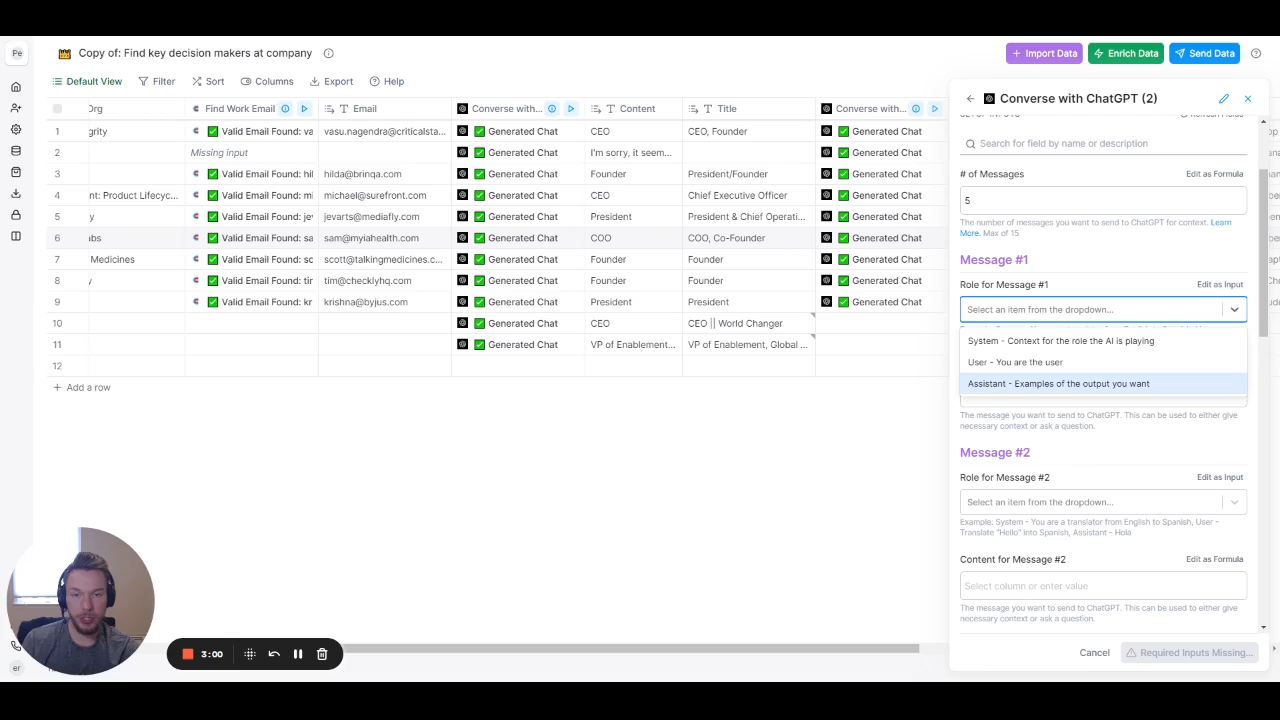 Pe
Copy of: Find key decision makers at company
Import Data
Enrich Data
Send Data
Default View
Filter
Sort
Columns
Export
Help
Org Find Work Email Email Converse with... Content Title Converse with...
1 grity Valid Email Found: va vasu.nagendra@criticalsta... Generated Chat CEO CEO, Founder Generated Chat
2 Missing input Generated Chat I'm sorry, it seem... Generated Chat
3 Valid Email Found: hil hilda@brinqa.com Generated Chat Founder President/Founder Generated Chat
4 nt: Product Lifecyc... Valid Email Found: mi michael@surefront.com Generated Chat CEO Chief Executive Officer Generated Chat
5 y Valid Email Found: jev jevarts@mediafly.com Generated Chat President President & Chief Operati... Generated Chat
6 abs Valid Email Found: sa sam@myiahealth.com Generated Chat COO COO, Co-Founder Generated Chat
7 Medicines Valid Email Found: sc scott@talkingmedicines.c... Generated Chat Founder Founder Generated Chat
8 y Valid Email Found: tir tim@checklyhq.com Generated Chat Founder Founder Generated Chat
9 Valid Email Found: kr krishna@byjus.com Generated Chat President President Generated Chat
10 Generated Chat CEO CEO || World Changer
11 Generated Chat VP of Enablement... VP of Enablement, Global ...
12
+ Add a row
Converse with ChatGPT (2)
Search for field by name or description
# of Messages Edit as Formula
5
The number of messages you want to send to ChatGPT for context. Learn
More. Max of 15
Message #1
Role for Message #1 Edit as Input
Select an item from the dropdown...
System - Context for the role the AI is playing
User - You are the user
Assistant - Examples of the output you want
The message you want to send to ChatGPT. This can be used to either give
necessary context or ask a question.
Message #2
Role for Message #2 Edit as Input
Select an item from the dropdown...
Example: System - You are a translator from English to Spanish, User -
Translate "Hello" into Spanish, Assistant - Hola
Content for Message #2 Edit as Formula
Select column or enter value
The message you want to send to ChatGPT. This can be used to either give
necessary context or ask a question.
Cancel
Required Inputs Missing...
3:00
er